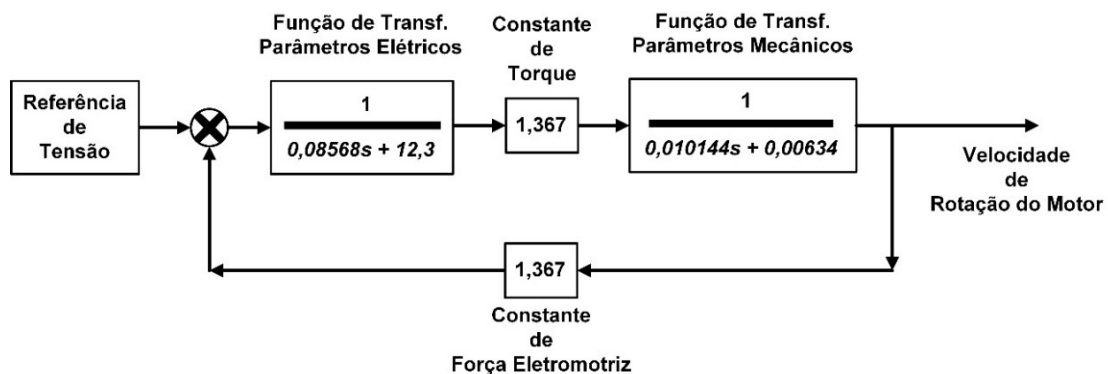 Função de Transf.
Parâmetros Elétricos
Constante
de
Torque
Função de Transf.
Parâmetros Mecânicos
Referência
de
Tensão
1
0,08568s + 12,3
1,367
1
0,010144s + 0,00634
Velocidade
de
Rotação do Motor
1,367
Constante
de
Força Eletromotriz